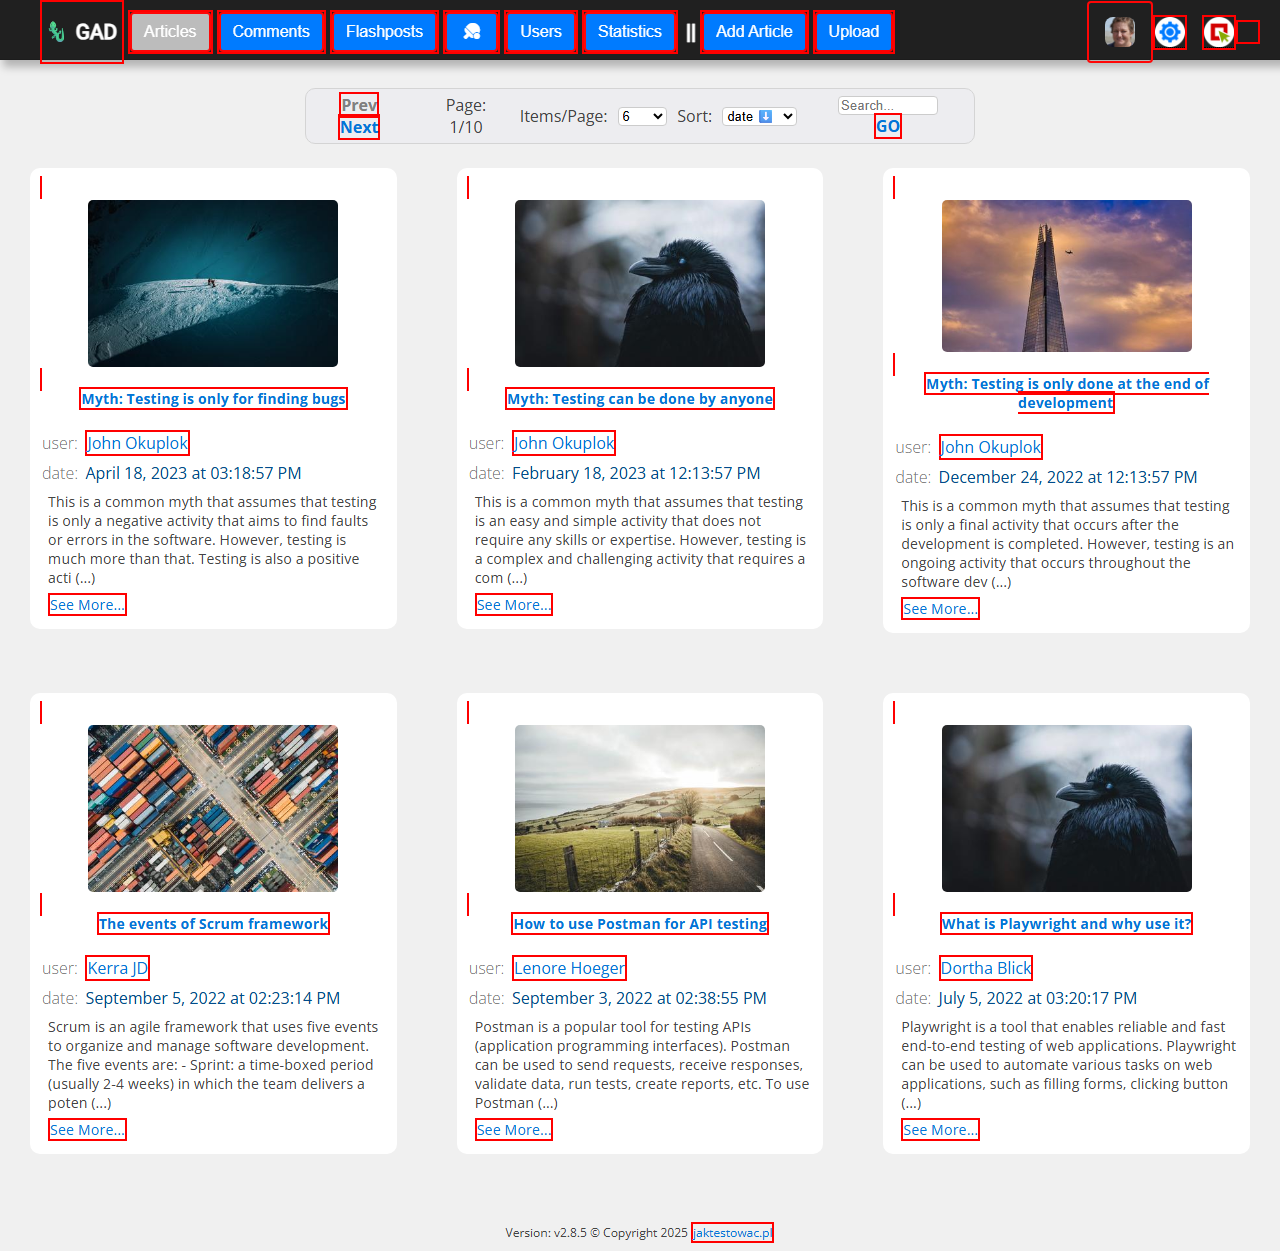 GAD Articles Comments Flashposts Users Statistics || Add Article Upload
Prev Page: Items/Page: 6 Sort: date Search...
Next 1/10 GO
Myth: Testing is only for finding bugs
user: John Okuplok
date: April 18, 2023 at 03:18:57 PM
This is a common myth that assumes that testing
is only a negative activity that aims to find faults
or errors in the software. However, testing is
much more than that. Testing is also a positive
acti (...)
See More...
Myth: Testing can be done by anyone
user: John Okuplok
date: February 18, 2023 at 12:13:57 PM
This is a common myth that assumes that testing
is an easy and simple activity that does not
require any skills or expertise. However, testing is
a complex and challenging activity that requires a
com (...)
See More...
Myth: Testing is only done at the end of
development
user: John Okuplok
date: December 24, 2022 at 12:13:57 PM
This is a common myth that assumes that testing
is only a final activity that occurs after the
development is completed. However, testing is an
ongoing activity that occurs throughout the
software dev (...)
See More...
The events of Scrum framework
user: Kerra JD
date: September 5, 2022 at 02:23:14 PM
Scrum is an agile framework that uses five events
to organize and manage software development.
The five events are: - Sprint: a time-boxed period
(usually 2-4 weeks) in which the team delivers a
poten (...)
See More...
How to use Postman for API testing
user: Lenore Hoeger
date: September 3, 2022 at 02:38:55 PM
Postman is a popular tool for testing APIs
(application programming interfaces). Postman
can be used to send requests, receive responses,
validate data, run tests, create reports, etc. To use
Postman (...)
See More...
What is Playwright and why use it?
user: Dortha Blick
date: July 5, 2022 at 03:20:17 PM
Playwright is a tool that enables reliable and fast
end-to-end testing of web applications. Playwright
can be used to automate various tasks on web
applications, such as filling forms, clicking button
(...)
See More...
Version: v2.8.5 © Copyright 2025 jaktestowac.pl